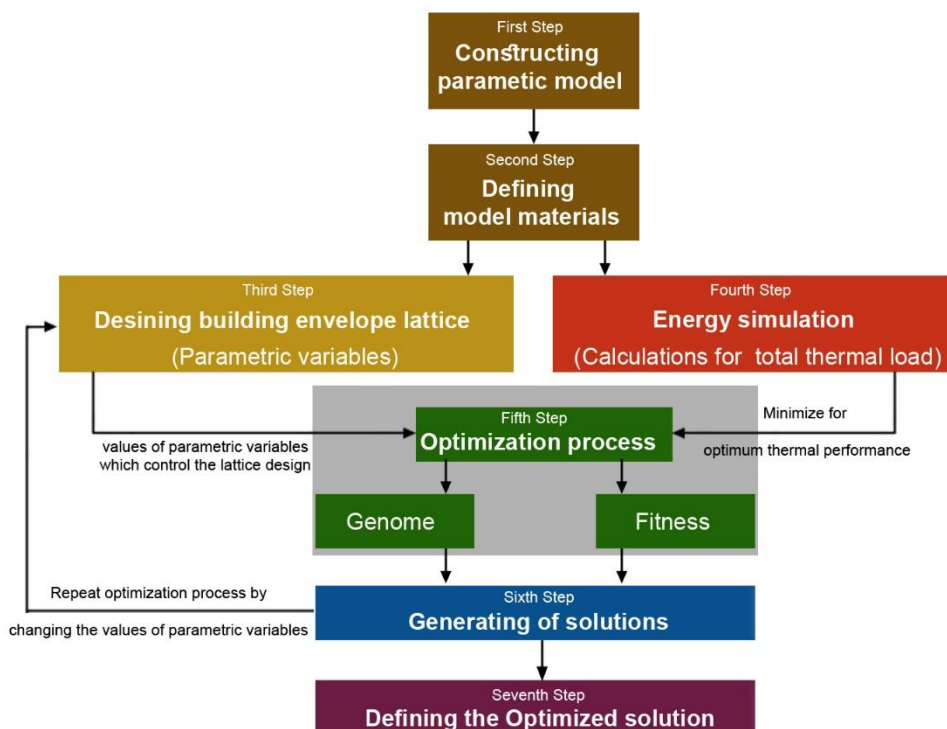 First Step
Constructing
parametic model
Second Step
Defining
model materials
Third Step
Desining building envelope lattice
(Parametric variables)
Fourth Step
Energy simulation
(Calculations for total thermal load)
values of parametric variables
which control the lattice design
Fifth Step
Optimization process
Minimize for
optimum thermal performance
Genome
Fitness
Repeat optimization process by
changing the values of parametric variables
Sixth Step
Generating of solutions
Seventh Step
Defining the Optimized solution